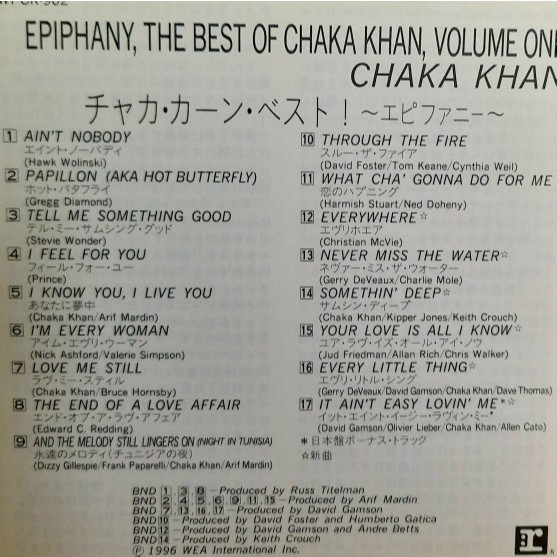 EPIPHANY, THE BEST OF CHAKA KHAN, VOLUME ONE
CHAKA KHAN
チャカ・カーン・ベスト!〜エピファニー〜
1 AIN'T NOBODY
エイント・ノーバディ
(Hawk Wolinski)
2 PAPILLON (AKA HOT BUTTERFLY)
ホット・バタフライ
(Gregg Diamond)
3 TELL ME SOMETHING GOOD
テル・ミー・サムシング・グッド
(Stevie Wonder)
4 I FEEL FOR YOU
フィール・フォー・ユー
(Prince)
5 I KNOW YOU, I LIVE YOU
あなたに夢中
(Chaka Khan/Arif Mardin)
6 I'M EVERY WOMAN
アイム・エヴリ・ウーマン
(Nick Ashford/Valerie Simpson)
7 LOVE ME STILL
ラヴ・ミー・スティル
(Chaka Khan/Bruce Hornsby)
8 THE END OF A LOVE AFFAIR
エンド・オブ・ア・ラヴ・アフェア
(Edward C. Redding)
9 AND THE MELODY STILL LINGERS ON (NIGHT IN TUNISIA)
永遠のメロディ(チュニジアの夜)
(Dizzy Gillespie/Frank Paparelli/Chaka Khan/Arif Mardin)
10 THROUGH THE FIRE
スルー・ザ・ファイア
(David Foster/Tom Keane/Cynthia Weil)
11 WHAT CHA' GONNA DO FOR ME
恋のハプニング
(Harmish Stuart/Ned Doheny)
12 EVERYWHERE☆
エヴリホエア
(Christian McVie)
13 NEVER MISS THE WATER☆
ネヴァー・ミス・ザ・ウォーター
(Gerry DeVeaux/Charlie Mole)
14 SOMETHIN' DEEP☆
サムシン・ディープ
(Chaka Khan/Kipper Jones/Keith Crouch)
15 YOUR LOVE IS ALL I KNOW☆
ユア・ラヴ・イズ・オール・アイ・ノウ
(Jud Friedman/Allan Rich/Chris Walker)
16 EVERY LITTLE THING☆
エヴリ・リトル・シング
(Gerry DeVeaux/David Gamson/Chaka Khan/Dave Thomas)
17 IT AIN'T EASY LOVIN' ME*☆
イット・エイント・イージー・ラヴィン・ミー*
(David Gamson/Olivier Lieber/Chaka Khan/Allen Cato)
*日本盤ボーナス・トラック
☆新曲
BND 1, 3, 8 –Produced by Russ Titelman
BND 2, 4, 5, 6, 9, 11, 15 –Produced by Arif Mardin
BND 7, 13, 16, 17 –Produced by David Gamson
BND 10 –Produced by David Foster and Humberto Gatica
BND 12 –Produced by David Gamson and Andre Betts
BND 14 –Produced by Keith Crouch
Ⓟ 1996 WEA International Inc.
r